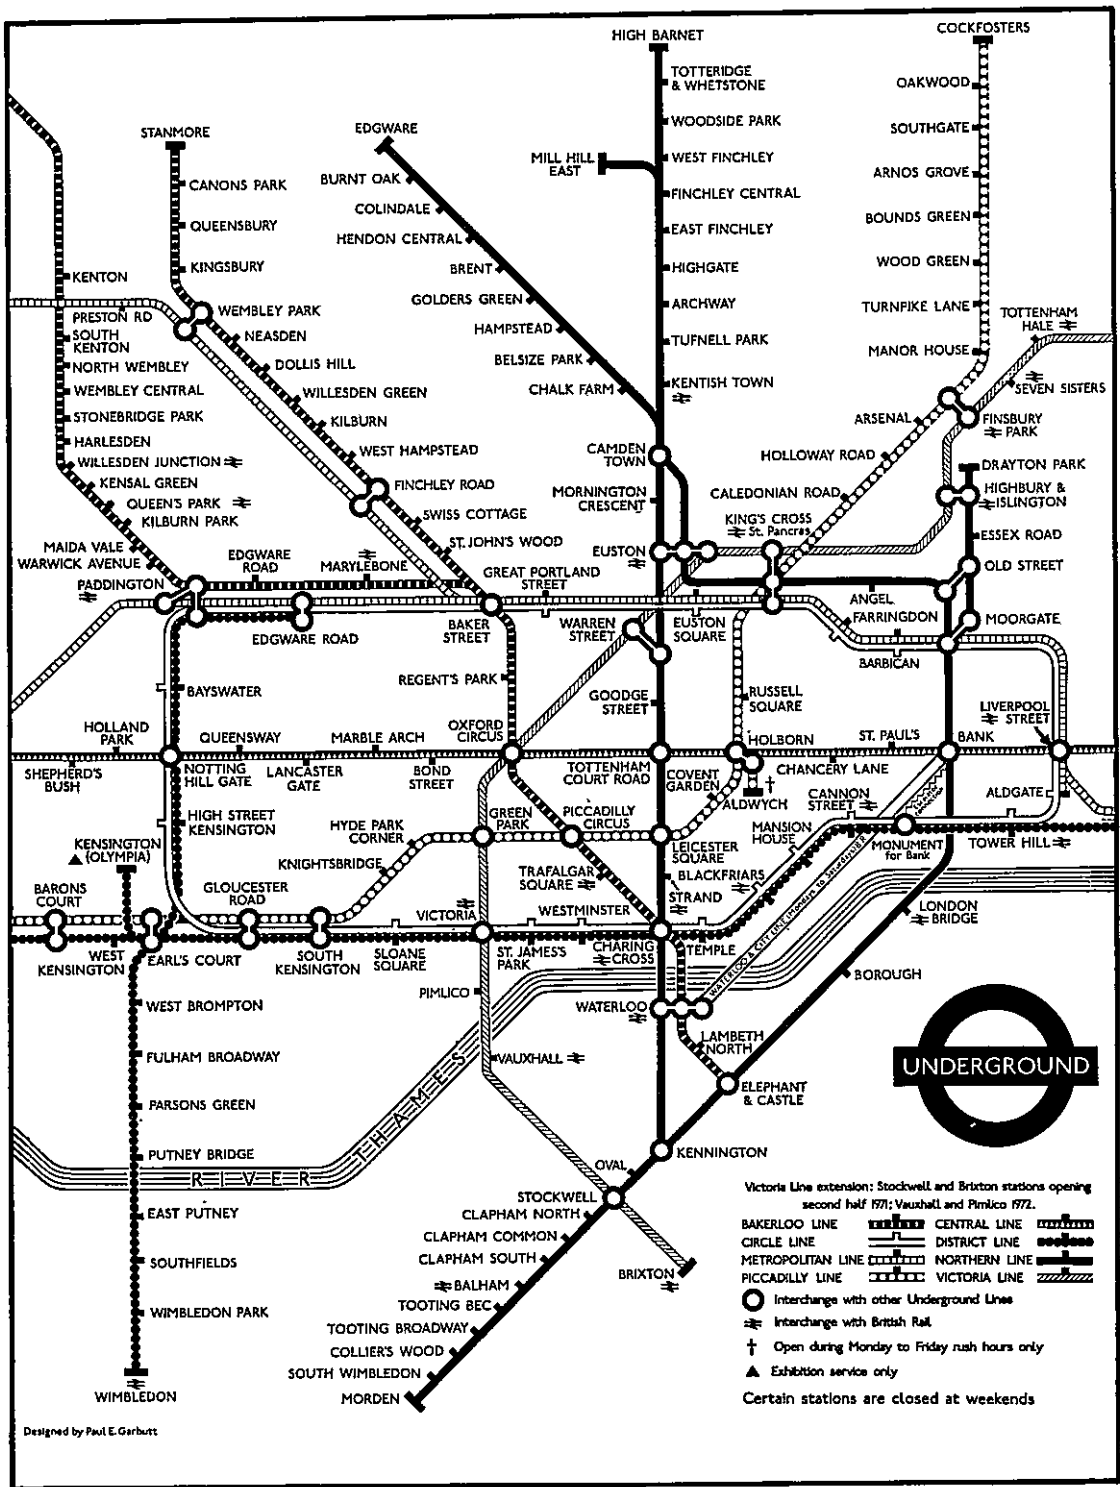 HIGH BARNET
COCKFOSTERS
TOTTERIDGE
& WHETSTONE
OAKWOOD
STANMORE
EDGWARE
WOODSIDE PARK
SOUTHGATE
MILL HILL
EAST
WEST FINCHLEY
CANONS PARK
BURNT OAK
ARNOS GROVE
FINCHLEY CENTRAL
COLINDALE
QUEENSBURY
BOUNDS GREEN
EAST FINCHLEY
HENDON CENTRAL
KINGSBURY
BRENT
HIGHGATE
WOOD GREEN
KENTON
GOLDERS GREEN
ARCHWAY
TURNPIKE LANE
PRESTON RD
WEMBLEY PARK
TOTTENHAM
HALE
SOUTH
KENTON
NEASDEN
HAMPSTEAD
TUFNELL PARK
MANOR HOUSE
NORTH WEMBLEY
DOLLIS HILL
BELSIZE PARK
WEMBLEY CENTRAL
WILLESDEN GREEN
CHALK FARM
KENTISH TOWN
SEVEN SISTERS
STONEBRIDGE PARK
KILBURN
ARSENAL
FINSBURY
PARK
HARLESDEN
WEST HAMPSTEAD
CAMDEN
TOWN
HOLLOWAY ROAD
WILLESDEN JUNCTION
DRAYTON PARK
KENSAL GREEN
FINCHLEY ROAD
MORNINGTON
CRESCENT
CALEDONIAN ROAD
HIGHBURY &
ISLINGTON
QUEEN'S PARK
KILBURN PARK
SWISS COTTAGE
KING'S CROSS
St. Pancras
ESSEX ROAD
MAIDA VALE
WARWICK AVENUE
EDGWARE
ROAD
MARYLEBONE
ST. JOHN'S WOOD
EUSTON
OLD STREET
PADDINGTON
GREAT PORTLAND
STREET
ANGEL
EDGWARE ROAD
BAKER
STREET
WARREN
STREET
EUSTON
SQUARE
FARRINGDON
MOORGATE
BARBICAN
BAYSWATER
REGENT'S PARK
GOODGE
STREET
RUSSELL
SQUARE
LIVERPOOL
STREET
HOLLAND
PARK
QUEENSWAY
MARBLE ARCH
OXFORD
CIRCUS
HOLBORN
ST. PAUL'S
BANK
SHEPHERD'S
BUSH
NOTTING
HILL GATE
LANCASTER
GATE
BOND
STREET
TOTTENHAM
COURT ROAD
COVENT
GARDEN
CHANCERY LANE
ALDWYCH
CANNON
STREET
ALDGATE
HIGH STREET
KENSINGTON
HYDE PARK
CORNER
GREEN
PARK
PICCADILLY
CIRCUS
LEICESTER
SQUARE
MANSION
HOUSE
MONUMENT
for Bank
TOWER HILL
KENSINGTON
(OLYMPIA)
KNIGHTSBRIDGE
TRAFALGAR
SQUARE
BLACKFRIARS
STRAND
BARONS
COURT
GLOUCESTER
ROAD
VICTORIA
WESTMINSTER
LONDON
BRIDGE
WEST
KENSINGTON
EARL'S COURT
SOUTH
KENSINGTON
SLOANE
SQUARE
ST. JAMES'S
PARK
CHARING
CROSS
TEMPLE
WATERLOO & CITY LINE (Mondays to Saturdays) B.R.
BOROUGH
PIMLICO
WATERLOO
WEST BROMPTON
LAMBETH
NORTH
FULHAM BROADWAY
VAUXHALL
UNDERGROUND
ELEPHANT
& CASTLE
PARSONS GREEN
PUTNEY BRIDGE
RIVER THAMES
KENNINGTON
OVAL
EAST PUTNEY
STOCKWELL
CLAPHAM NORTH
CLAPHAM COMMON
SOUTHFIELDS
CLAPHAM SOUTH
BALHAM
BRIXTON
WIMBLEDON PARK
TOOTING BEC
TOOTING BROADWAY
COLLIER'S WOOD
SOUTH WIMBLEDON
WIMBLEDON
MORDEN
Victoria Line extension: Stockwell and Brixton stations opening
second half 1971; Vauxhall and Pimlico 1972.
BAKERLOO LINE CENTRAL LINE
CIRCLE LINE DISTRICT LINE
METROPOLITAN LINE NORTHERN LINE
PICCADILLY LINE VICTORIA LINE
Interchange with other Underground Lines
Interchange with British Rail
† Open during Monday to Friday rush hours only
▲ Exhibition service only
Certain stations are closed at weekends
Designed by Paul E. Garbutt